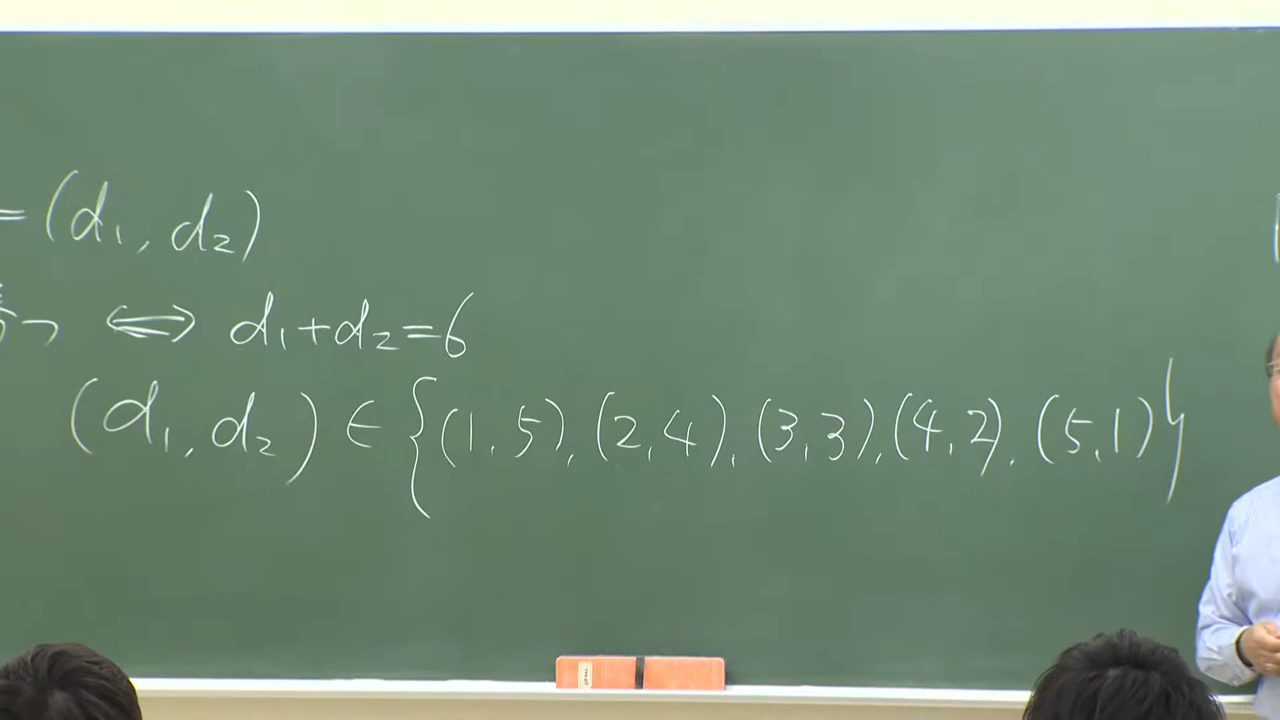 = (d₁, d₂)
⇔ d₁+d₂=6
(d₁, d₂) ∈ {(1,5), (2,4), (3,3), (4,2), (5,1)}